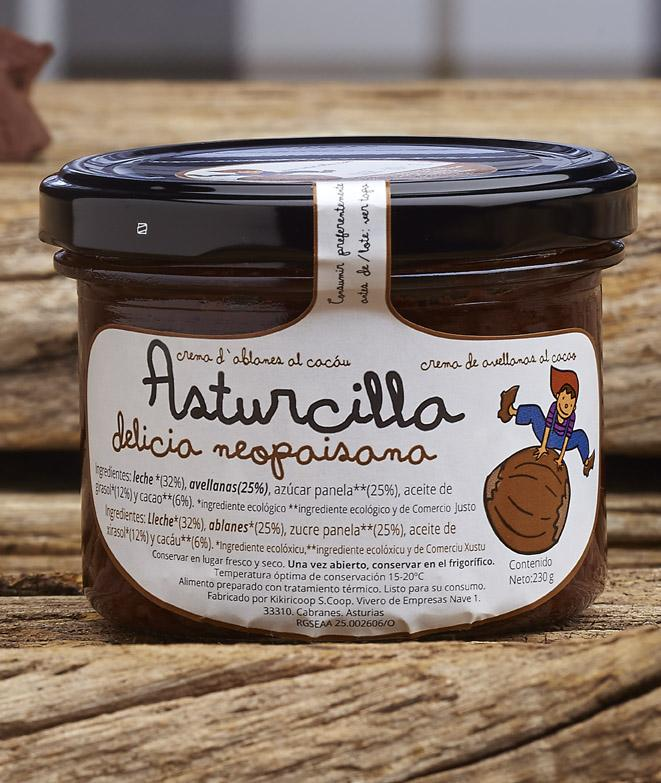 Consumir preferentemente
antes de /lote: ver tapa
crema d'ablanes al cacáu
crema de avellanas al cacao
Asturcilla
delicia neopaisana
Ingredientes: leche *(32%), avellanas(25%), azúcar panela**(25%), aceite de
girasol*(12%) y cacao**(6%). *ingrediente ecológico **ingrediente ecológico y de Comercio Justo
Ingredientes: Lleche*(32%). ablanes*(25%), zucre panela**(25%), aceite de
xirasol*(12%) y cacáu**(6%). *Ingrediente ecolóxicu,**ingrediente ecolóxicu y de Comerciu Xustu
Conservar en lugar fresco y seco. Una vez abierto, conservar en el frigorífico.
Temperatura óptima de conservación 15-20ºC
Alimento preparado con tratamiento térmico. Listo para su consumo.
Fabricado por Kikiricoop S.Coop. Vivero de Empresas Nave 1.
33310. Cabranes. Asturias
RGSEAA 25.002606/O
Contenido
Neto:230 g